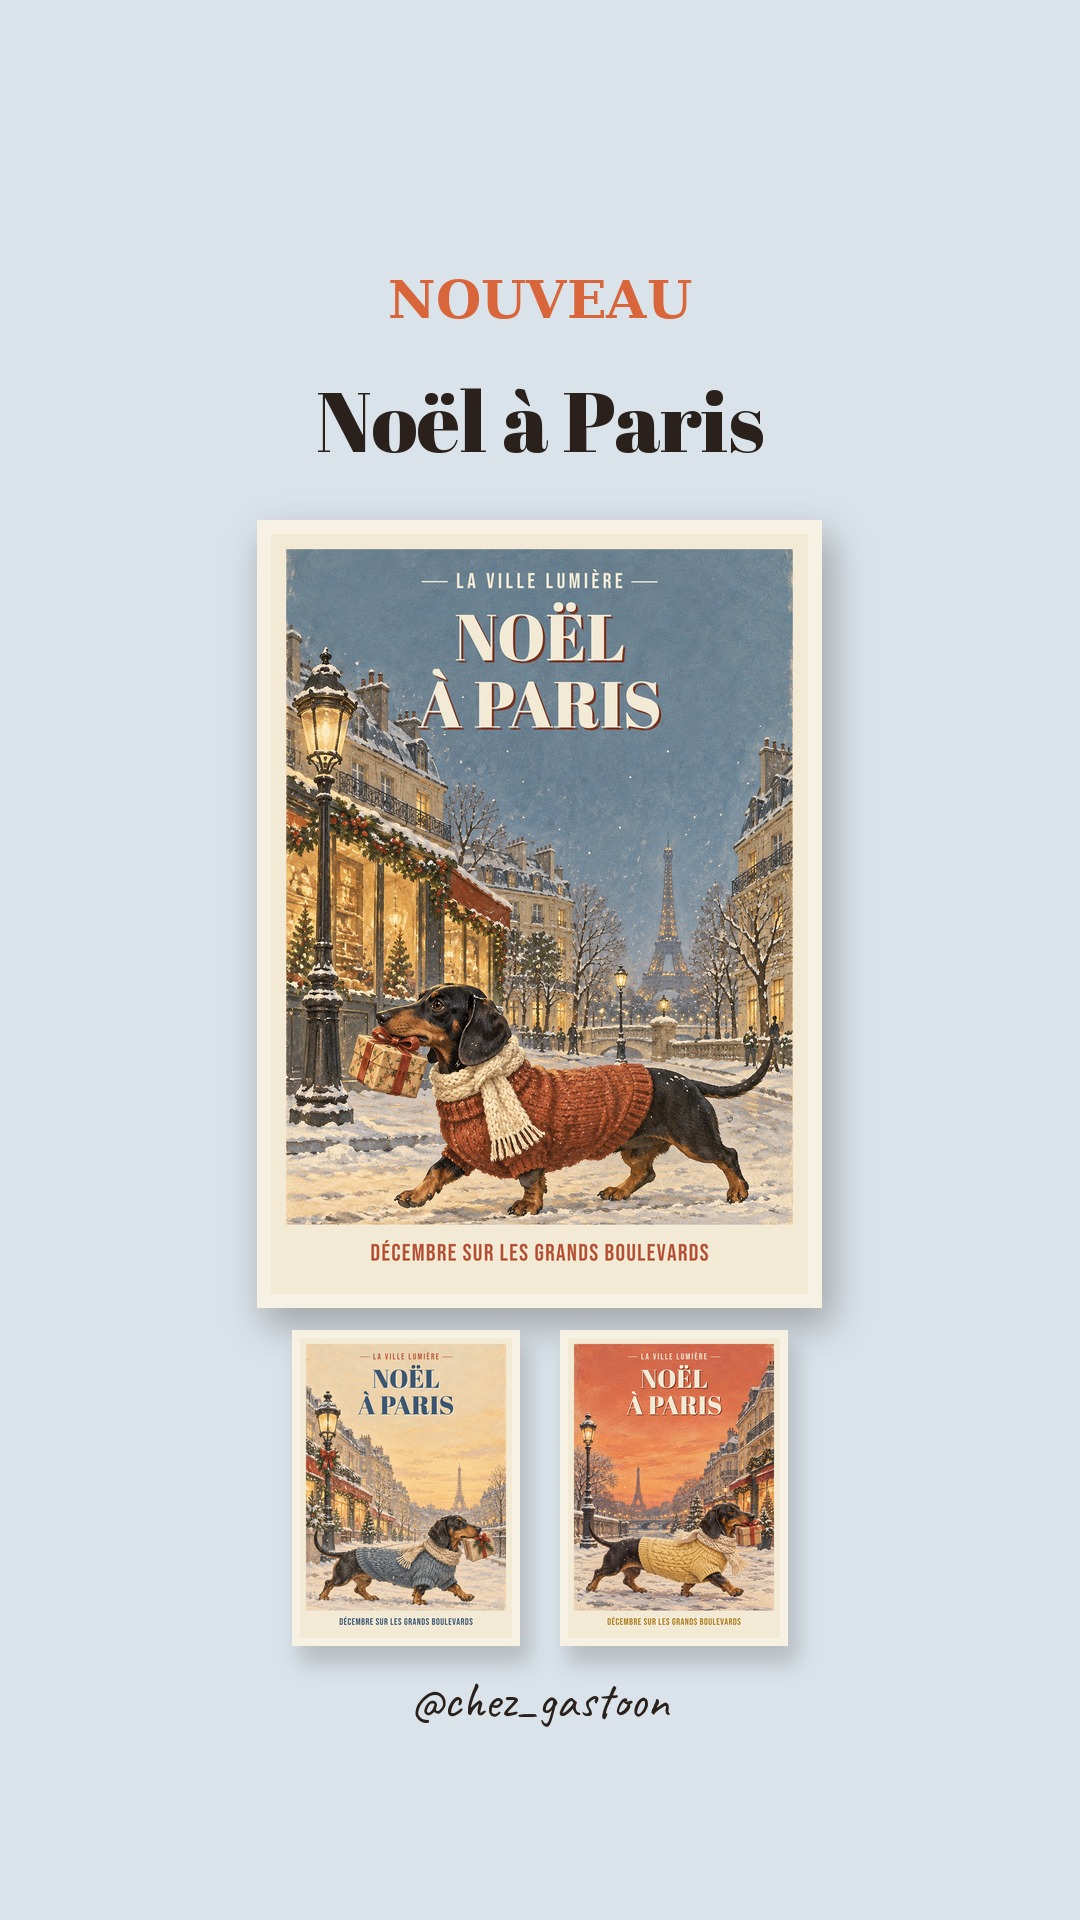 NOUVEAU
Noël à Paris
LA VILLE LUMIÈRE
NOËL
À PARIS
DÉCEMBRE SUR LES GRANDS BOULEVARDS
LA VILLE LUMIÈRE
NOËL
À PARIS
DÉCEMBRE SUR LES GRANDS BOULEVARDS
LA VILLE LUMIÈRE
NOËL
À PARIS
DÉCEMBRE SUR LES GRANDS BOULEVARDS
@chez_gastoon